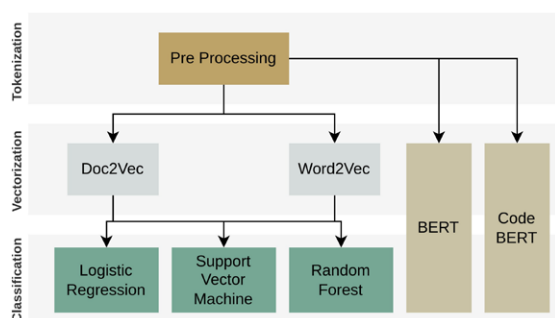 Tokenization
Pre Processing
Vectorization
Doc2Vec
Word2Vec
BERT
Code
BERT
Classification
Logistic
Regression
Support
Vector
Machine
Random
Forest